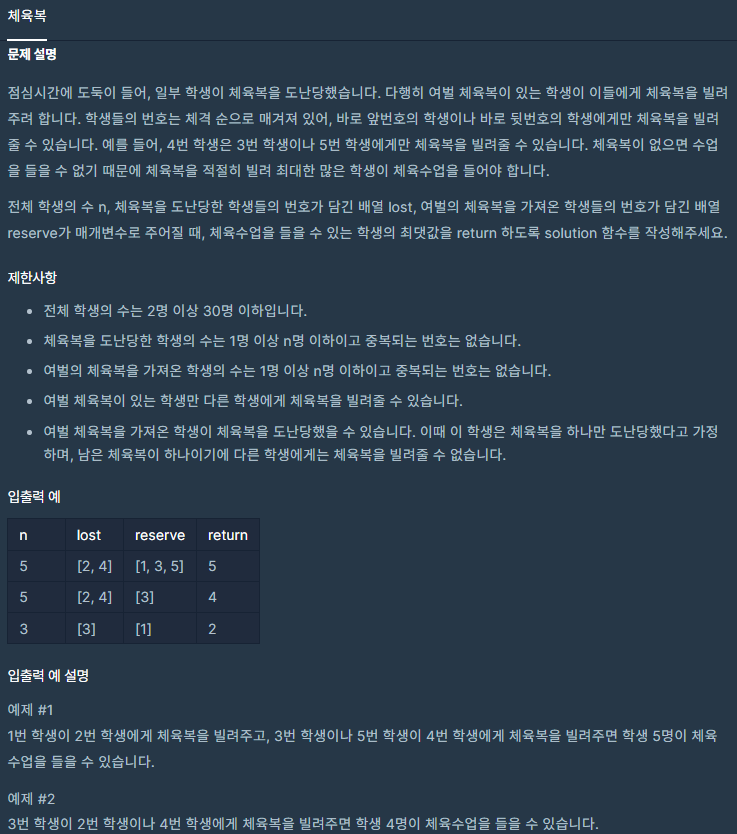 체육복
문제 설명
점심시간에 도둑이 들어, 일부 학생이 체육복을 도난당했습니다. 다행히 여벌 체육복이 있는 학생이 이들에게 체육복을 빌려
주려 합니다. 학생들의 번호는 체격 순으로 매겨져 있어, 바로 앞번호의 학생이나 바로 뒷번호의 학생에게만 체육복을 빌려
줄 수 있습니다. 예를 들어, 4번 학생은 3번 학생이나 5번 학생에게만 체육복을 빌려줄 수 있습니다. 체육복이 없으면 수업
을 들을 수 없기 때문에 체육복을 적절히 빌려 최대한 많은 학생이 체육수업을 들어야 합니다.
전체 학생의 수 n, 체육복을 도난당한 학생들의 번호가 담긴 배열 lost, 여벌의 체육복을 가져온 학생들의 번호가 담긴 배열
reserve가 매개변수로 주어질 때, 체육수업을 들을 수 있는 학생의 최댓값을 return 하도록 solution 함수를 작성해주세요.
제한사항
• 전체 학생의 수는 2명 이상 30명 이하입니다.
• 체육복을 도난당한 학생의 수는 1명 이상 n명 이하이고 중복되는 번호는 없습니다.
• 여벌의 체육복을 가져온 학생의 수는 1명 이상 n명 이하이고 중복되는 번호는 없습니다.
• 여벌 체육복이 있는 학생만 다른 학생에게 체육복을 빌려줄 수 있습니다.
• 여벌 체육복을 가져온 학생이 체육복을 도난당했을 수 있습니다. 이때 이 학생은 체육복을 하나만 도난당했다고 가정
하며, 남은 체육복이 하나이기에 다른 학생에게는 체육복을 빌려줄 수 없습니다.
입출력 예
n lost reserve return
5 [2, 4] [1, 3, 5] 5
5 [2, 4] [3] 4
3 [3] [1] 2
입출력 예 설명
예제 #1
1번 학생이 2번 학생에게 체육복을 빌려주고, 3번 학생이나 5번 학생이 4번 학생에게 체육복을 빌려주면 학생 5명이 체육
수업을 들을 수 있습니다.
예제 #2
3번 학생이 2번 학생이나 4번 학생에게 체육복을 빌려주면 학생 4명이 체육수업을 들을 수 있습니다.